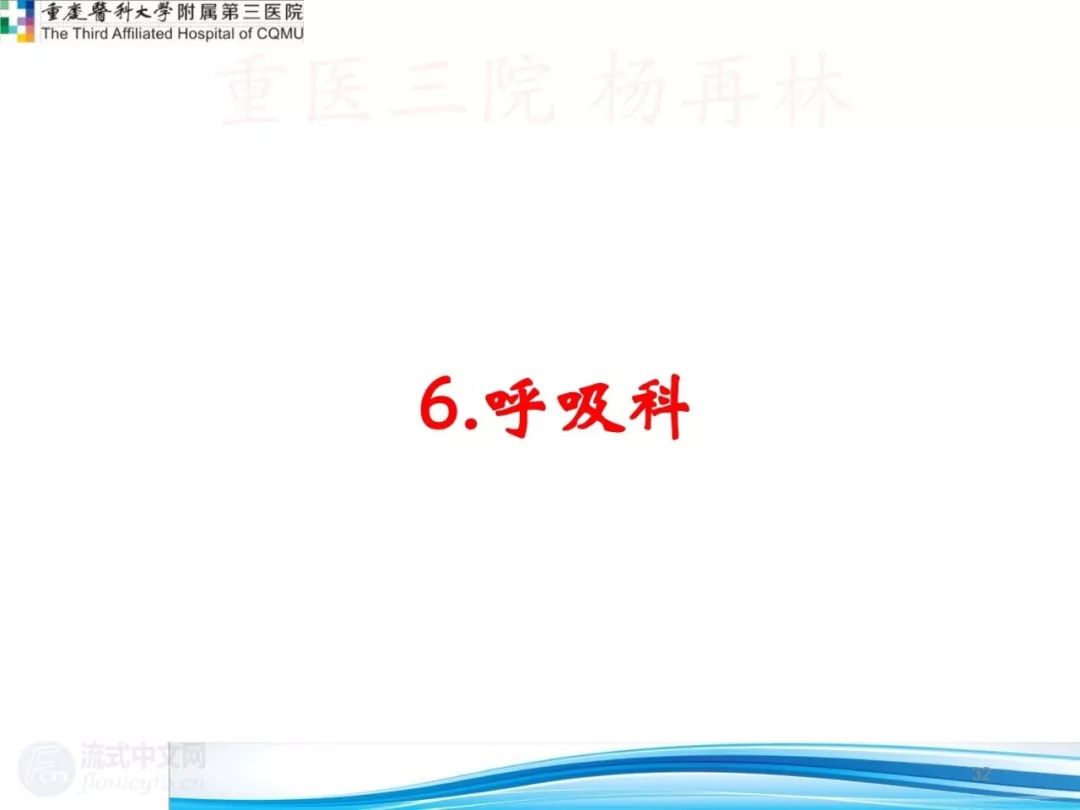 重庆醫科大学附属第三医院
The Third Affiliated Hospital of CQMU
重医三院 杨再林
6.呼吸科
流式中文网
flowcyto.cn
32